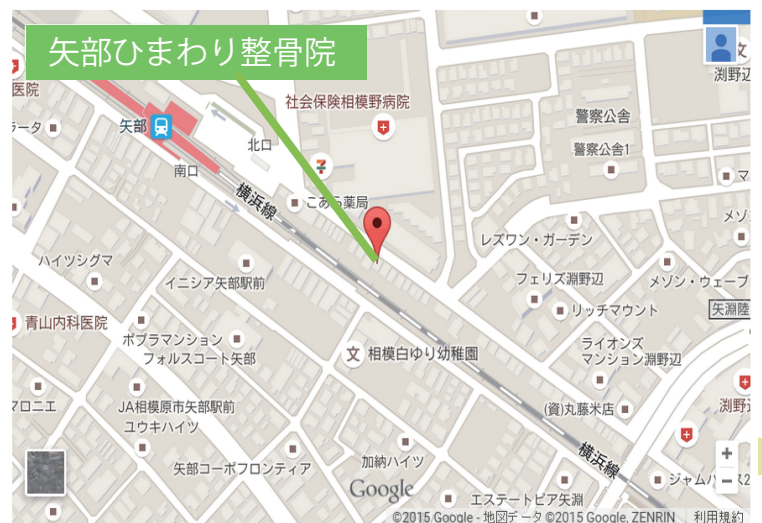 矢部ひまわり整骨院
渕野辺
医院
社会保険相模野病院
矢部
北口
警察公舎
ラータ
警察公舎1
南口
横浜線
こあら薬局
マ
メゾ
レズワン・ガーデン
ハイツシグマ
イニシア矢部駅前
フェリズ淵野辺
メゾン・ウェーブ
リッチマウント
矢淵陸
青山内科医院
ポプラマンション
フォルスコート矢部
文
相模白ゆり幼稚園
ライオンズ
マンション淵野辺
マロニエ
JA相模原市矢部駅前
ユウキハイツ
(資)丸藤米店
渕野辺
矢部コーポフロンティア
加納ハイツ
横浜線
Google
エステートピア矢淵
©2015 Google - 地図データ ©2015 Google, ZENRIN
利用規約